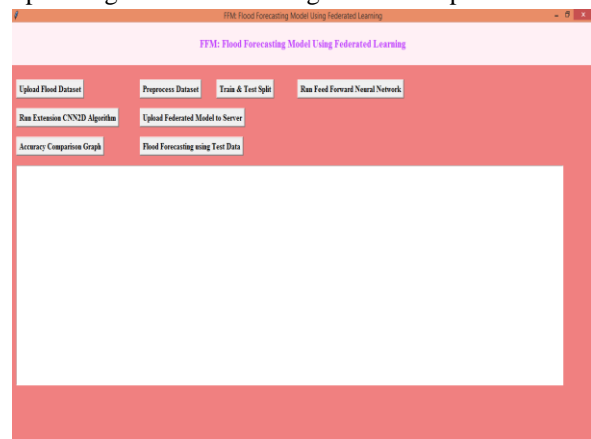 FFM: Flood Forecasting Model Using Federated Learning
FFM: Flood Forecasting Model Using Federated Learning
Upload Flood Dataset Preprocess Dataset Train & Test Split Run Feed Forward Neural Network
Run Extension CNN2D Algorithm Upload Federated Model to Server
Accuracy Comparison Graph Flood Forecasting using Test Data